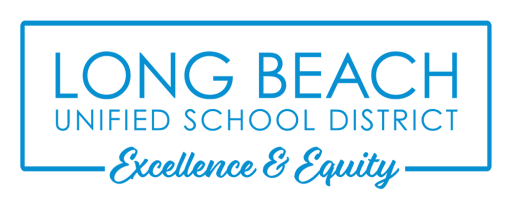 LONG BEACH
UNIFIED SCHOOL DISTRICT
Excellence & Equity